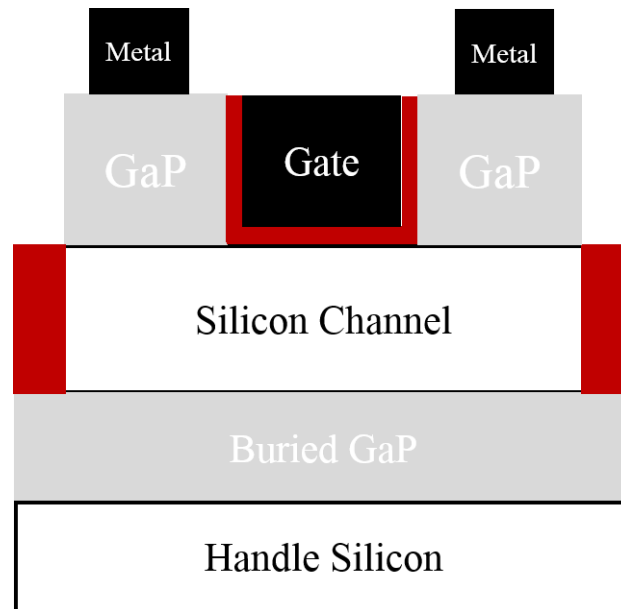 Metal
Metal
GaP
Gate
GaP
Silicon Channel
Buried GaP
Handle Silicon